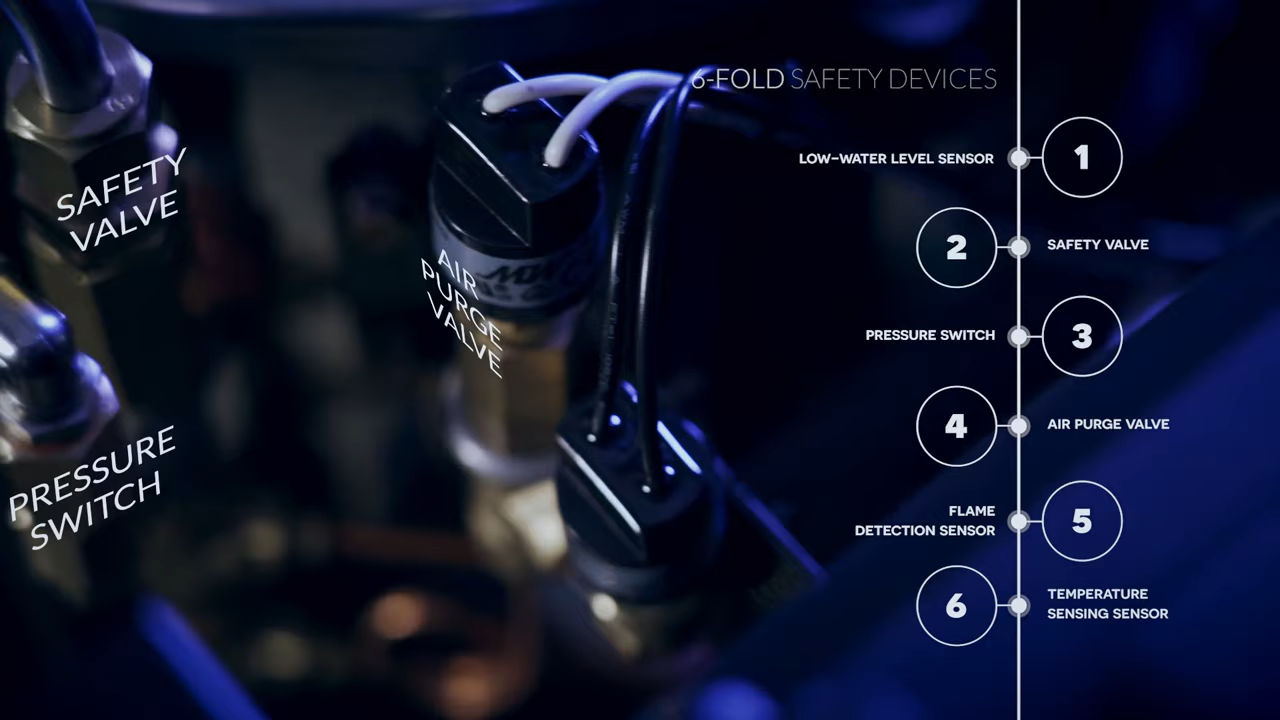 SAFETY
VALVE
PRESSURE
SWITCH
AIR
PURGE
VALVE
6-FOLD SAFETY DEVICES
LOW-WATER LEVEL SENSOR
1
2
SAFETY VALVE
PRESSURE SWITCH
3
4
AIR PURGE VALVE
FLAME
DETECTION SENSOR
5
6
TEMPERATURE
SENSING SENSOR